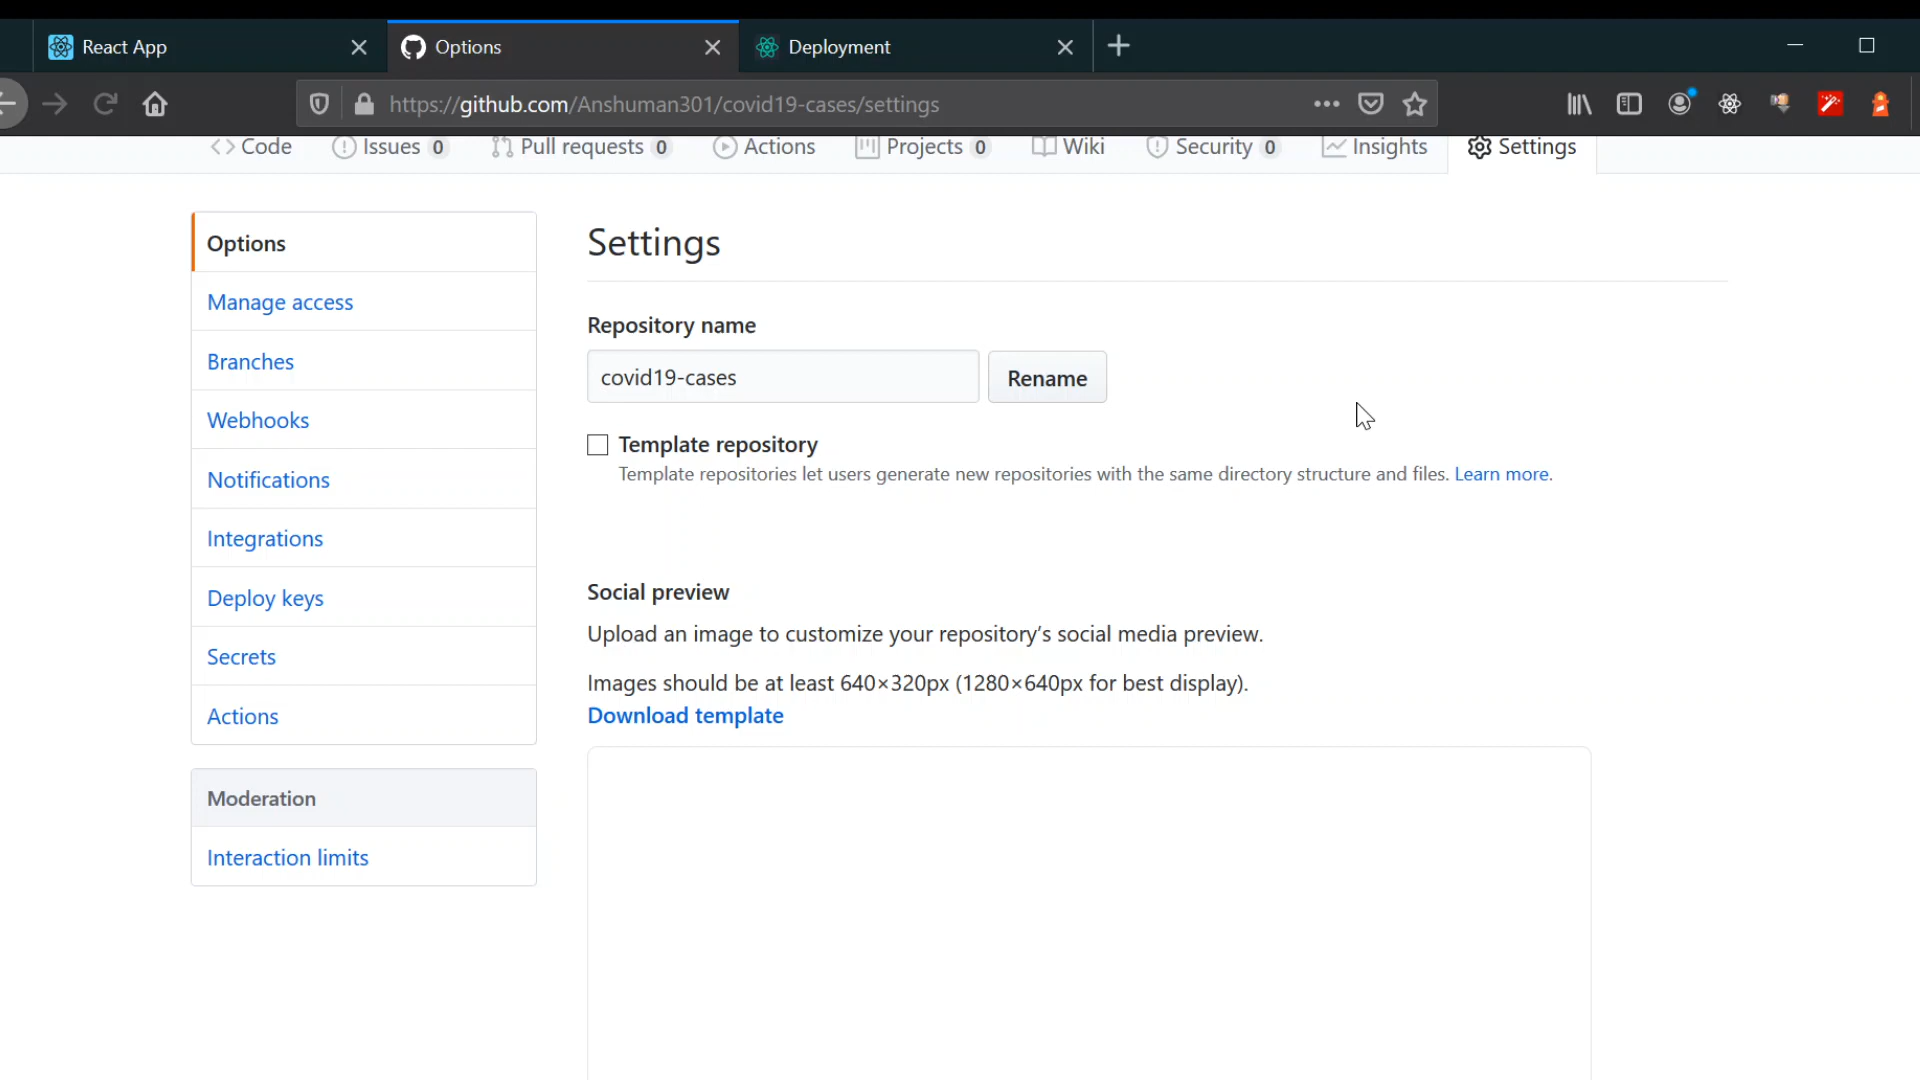 React App
Options
Deployment
https://github.com/Anshuman301/covid19-cases/settings
Code
Issues 0
Pull requests 0
Actions
Projects 0
Wiki
Security 0
Insights
Settings
Options
Manage access
Branches
Webhooks
Notifications
Integrations
Deploy keys
Secrets
Actions
Moderation
Interaction limits
Settings
Repository name
covid19-cases
Rename
Template repository
Template repositories let users generate new repositories with the same directory structure and files. Learn more.
Social preview
Upload an image to customize your repository's social media preview.
Images should be at least 640×320px (1280×640px for best display).
Download template